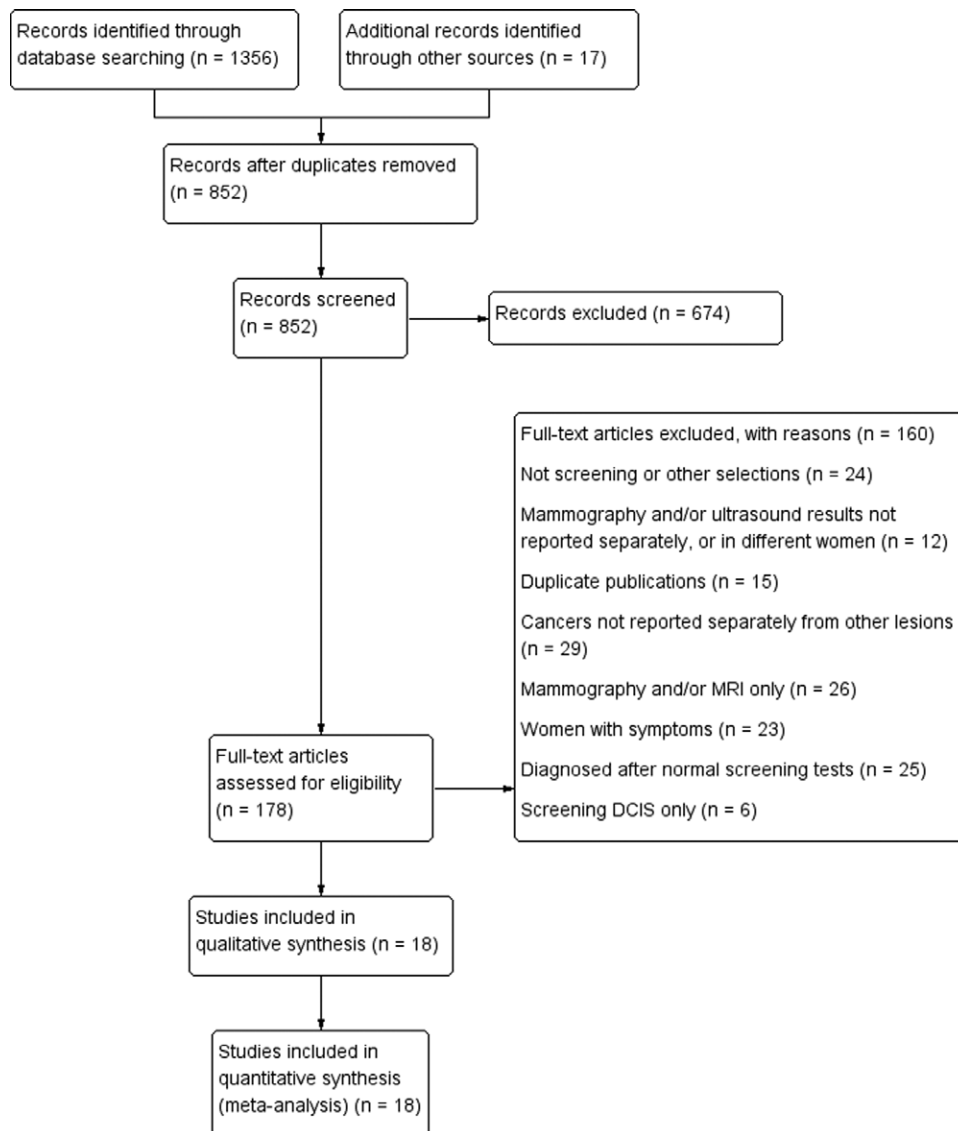 Records identified through
database searching (n = 1356)
Additional records identified
through other sources (n = 17)
Records after duplicates removed
(n = 852)
Records screened
(n = 852)
Records excluded (n = 674)
Full-text articles excluded, with reasons (n = 160)
Not screening or other selections (n = 24)
Mammography and/or ultrasound results not
reported separately, or in different women (n = 12)
Duplicate publications (n = 15)
Cancers not reported separately from other lesions
(n = 29)
Mammography and/or MRI only (n = 26)
Women with symptoms (n = 23)
Diagnosed after normal screening tests (n = 25)
Screening DCIS only (n = 6)
Full-text articles
assessed for eligibility
(n = 178)
Studies included in
qualitative synthesis (n = 18)
Studies included in
quantitative synthesis
(meta-analysis) (n = 18)